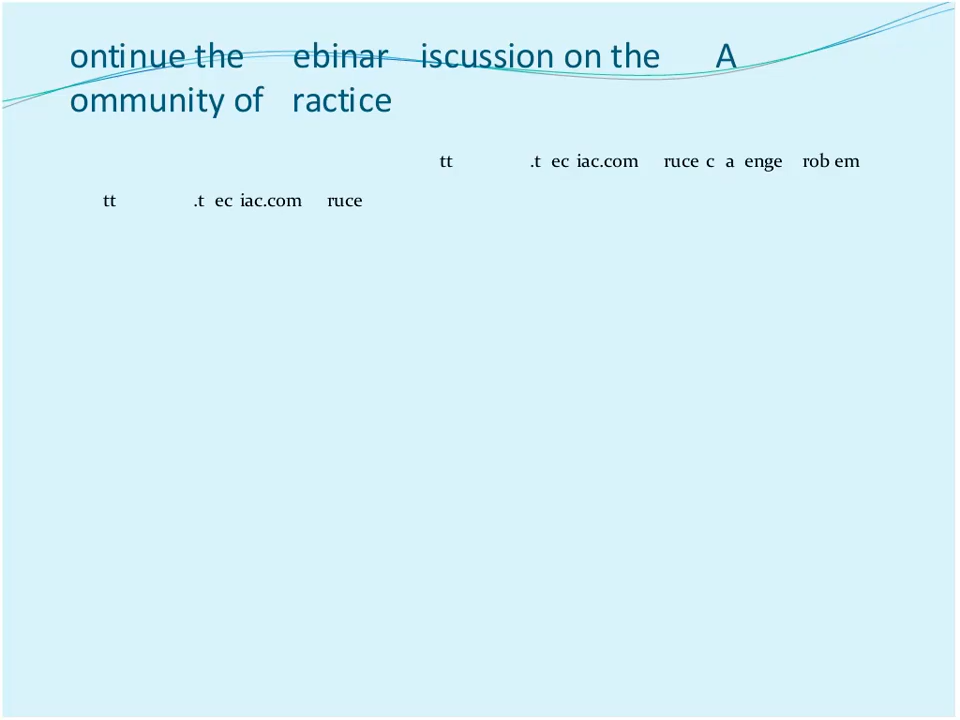 ontinue the ebinar iscussion on the A
ommunity of ractice
tt .t ec iac.com ruce c a enge rob em
tt .t ec iac.com ruce